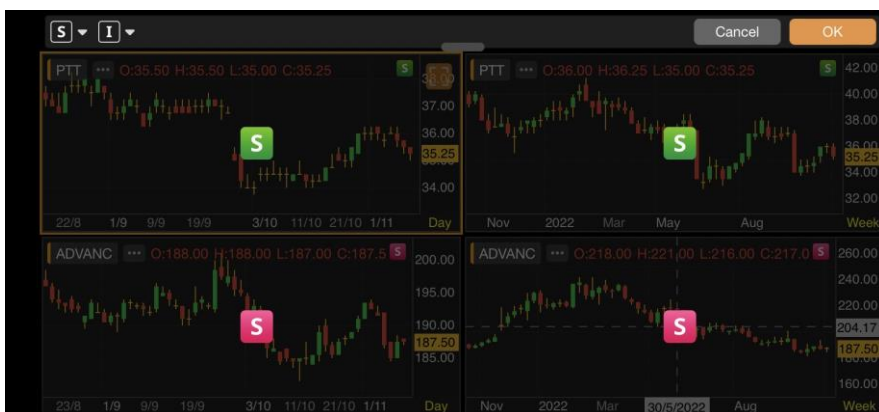 S I Cancel OK
PTT ... O:35.50 H:35.50 L:35.00 C:35.25 S
38.00
37.00
36.00
35.25
34.00
S
22/8 1/9 9/9 19/9 3/10 11/10 21/10 1/11 Day
PTT ... O:36.00 H:36.25 L:35.00 C:35.25 S
42.00
40.00
38.00
36.00
35.25
34.00
32.00
S
Nov 2022 Mar May Aug Week
ADVANC ... O:188.00 H:188.00 L:187.00 C:187.5 S
200.00
195.00
190.00
187.50
185.00
S
23/8 1/9 9/9 19/9 3/10 11/10 21/10 1/11 Day
ADVANC ... O:218.00 H:221.00 L:216.00 C:217.0 S
260.00
240.00
220.00
204.17
187.50
180.00
160.00
S
Nov 2022 Mar 30/5/2022 Aug Week